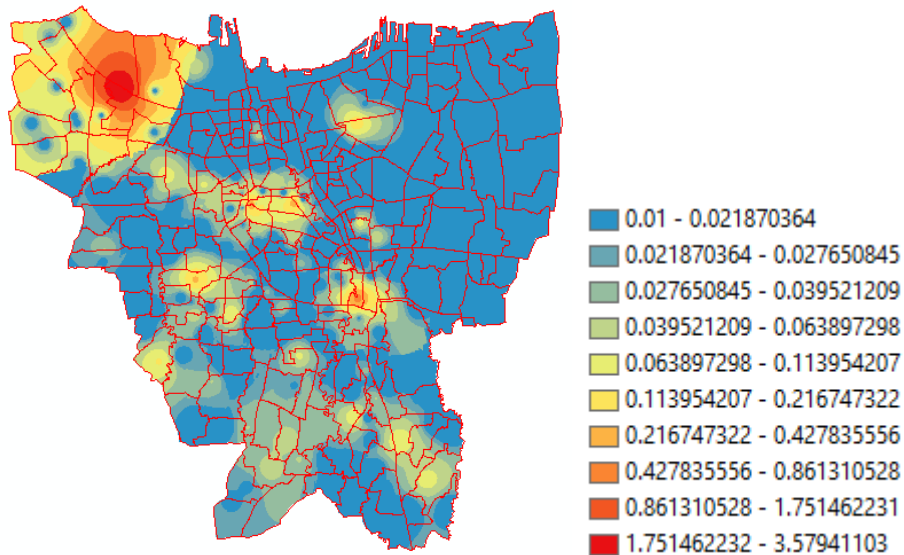 0.01 - 0.021870364
0.021870364 - 0.027650845
0.027650845 - 0.039521209
0.039521209 - 0.063897298
0.063897298 - 0.113954207
0.113954207 - 0.216747322
0.216747322 - 0.427835556
0.427835556 - 0.861310528
0.861310528 - 1.751462231
1.751462232 - 3.57941103